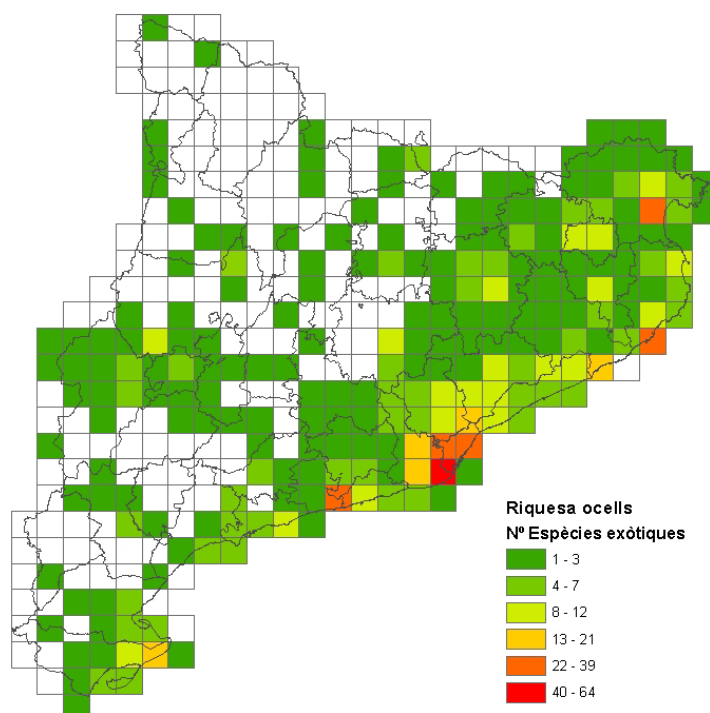 Riquesa ocells
Nº Espècies exòtiques
1 - 3
4 - 7
8 - 12
13 - 21
22 - 39
40 - 64